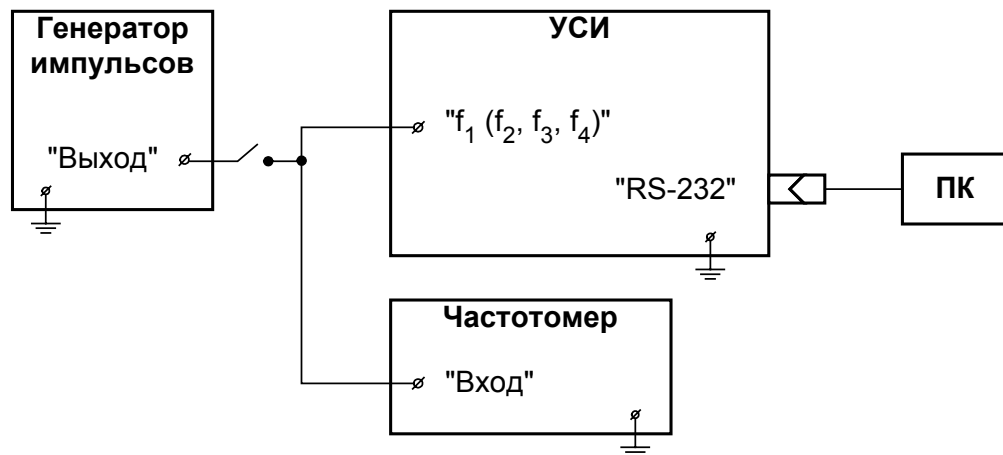 Генератор
импульсов
"Выход"
УСИ
"f₁ (f₂, f₃, f₄)"
"RS-232"
ПК
Частотомер
"Вход"